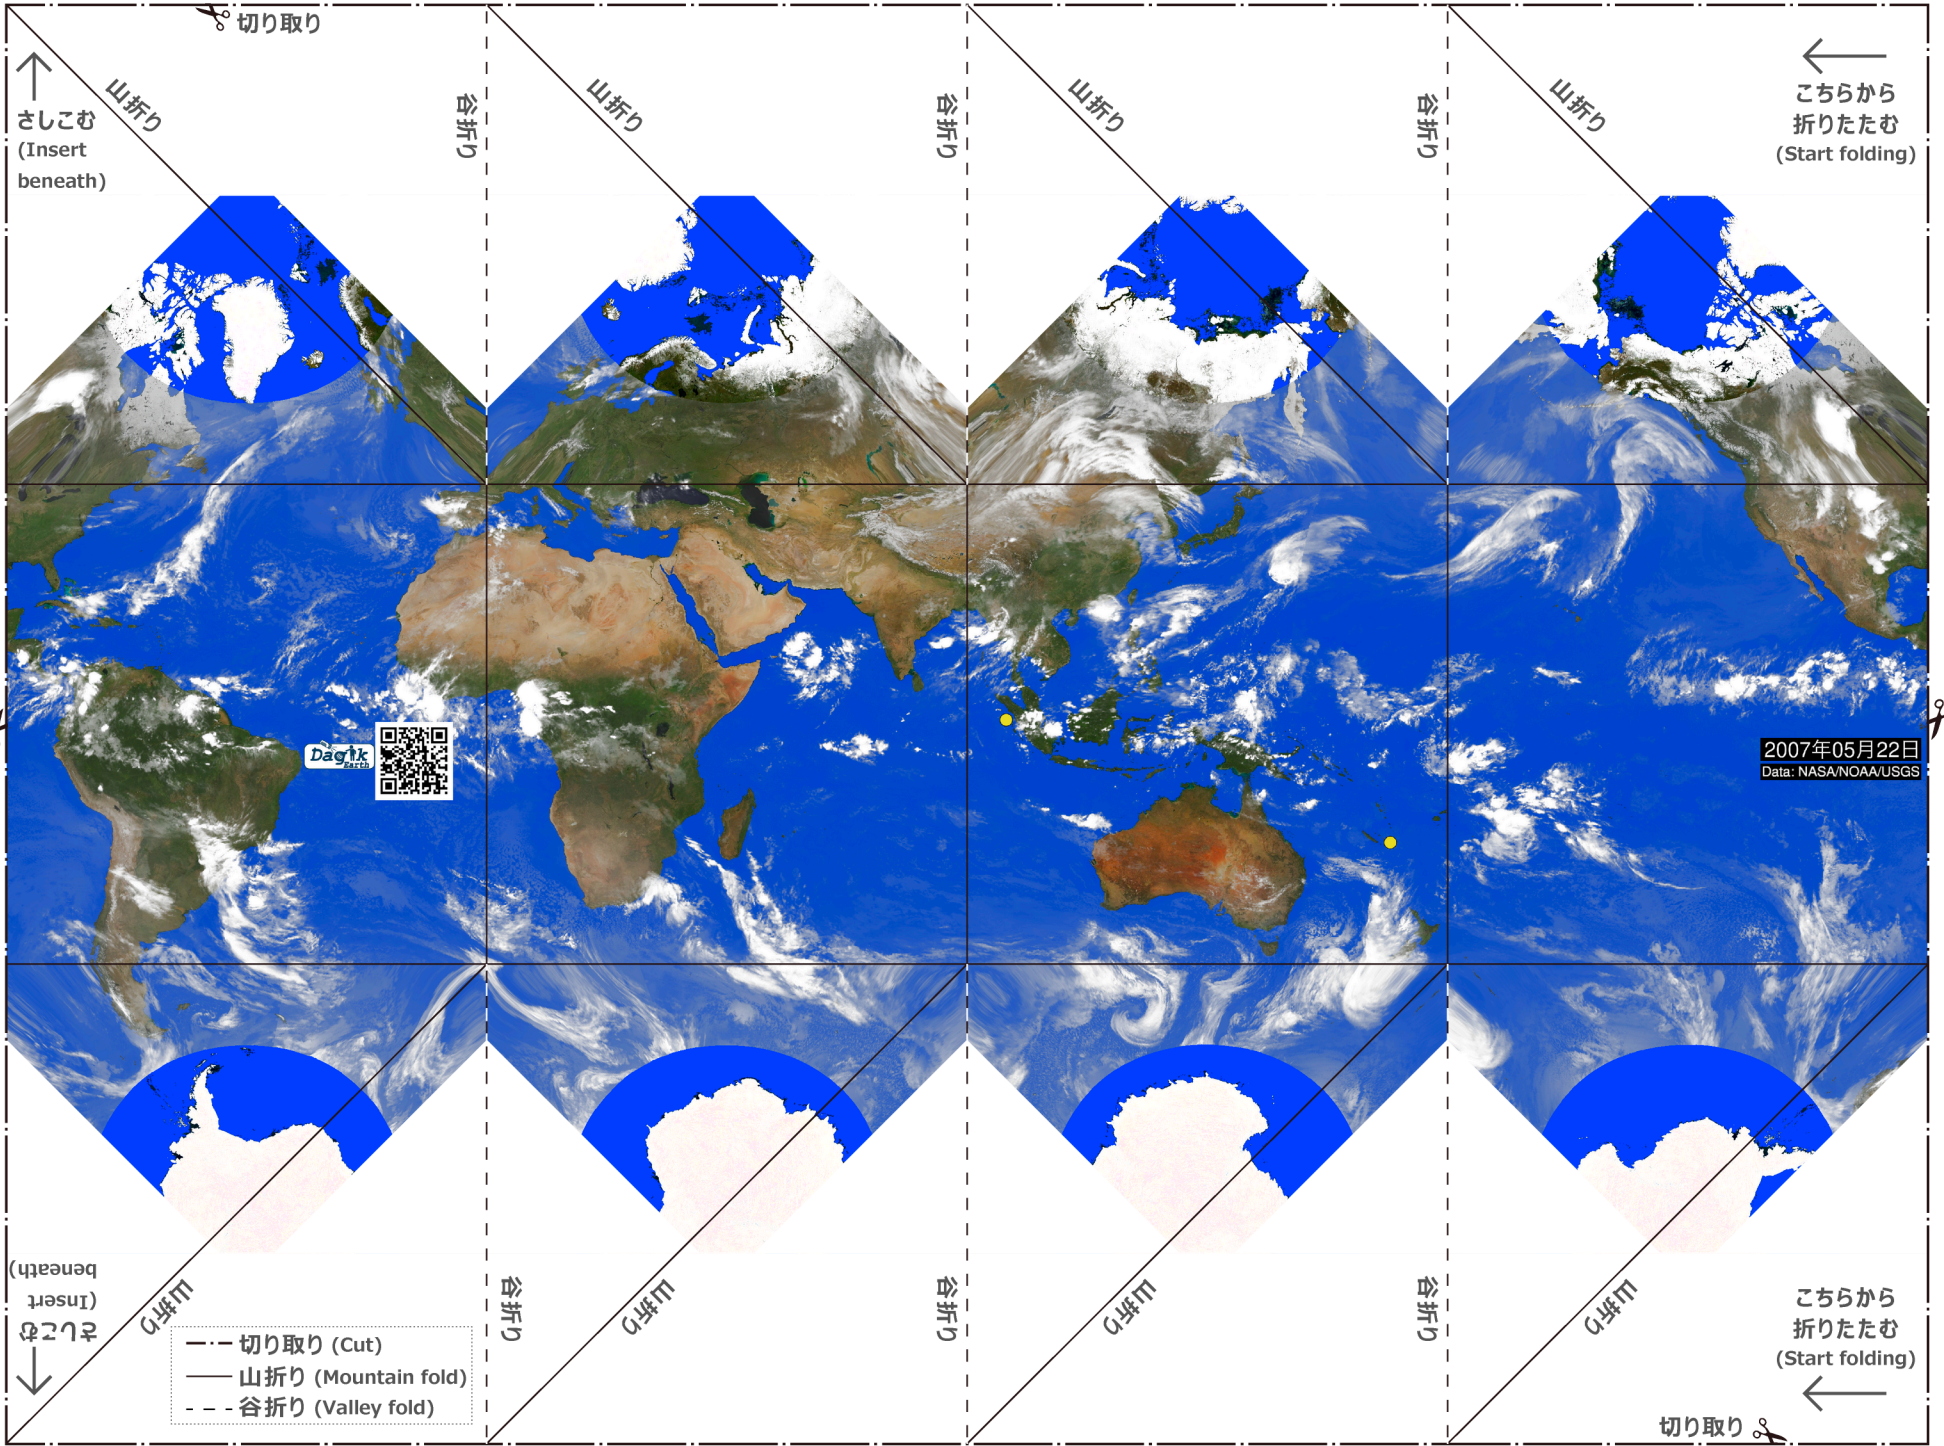 切り取り
山折り
谷折り
山折り
谷折り
山折り
谷折り
山折り
さしこむ
(Insert
beneath)
こちらから
折りたたむ
(Start folding)
Dagik
Earth
2007年05月22日
Data: NASA/NOAA/USGS
さしこむ
(Insert
beneath)
山折り
谷折り
山折り
谷折り
山折り
谷折り
山折り
こちらから
折りたたむ
(Start folding)
切り取り (Cut)
山折り (Mountain fold)
谷折り (Valley fold)
切り取り